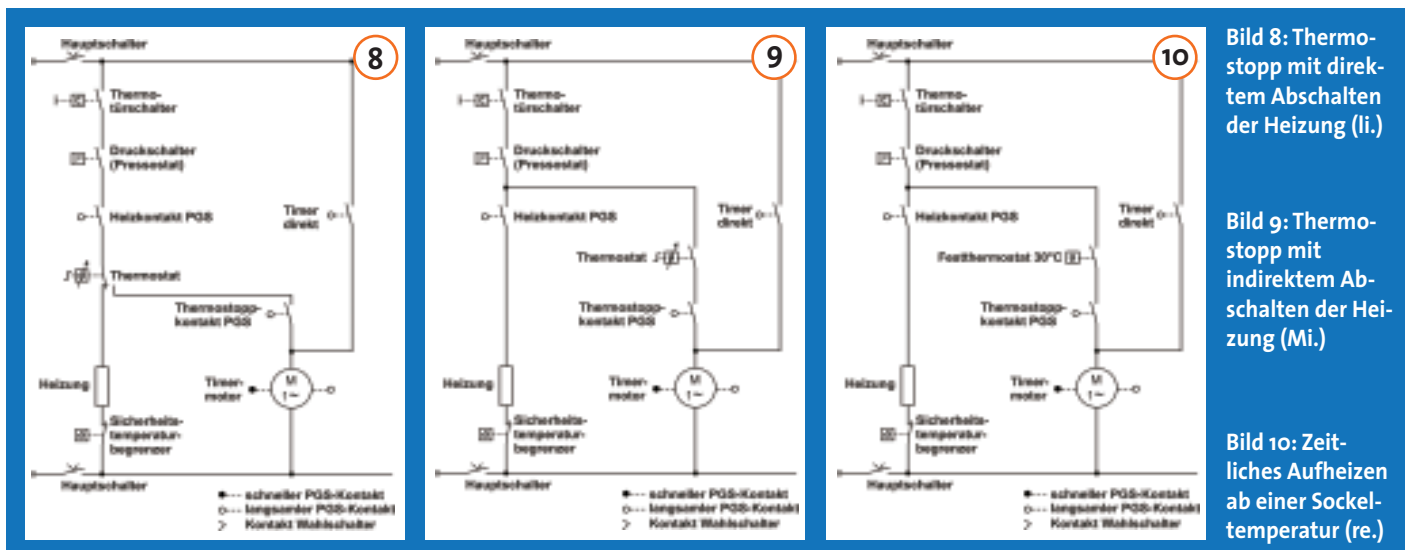 Hauptschalter
8
Thermo-
türschalter
Druckschalter
(Pressostat)
Heizkontakt PGS
Timer
direkt
Thermostat
Thermostopp-
kontakt PGS
Heizung
Timer-
motor
M
1~
Sicherheits-
temperatur-
begrenzer
Hauptschalter
schneller PGS-Kontakt
langsamer PGS-Kontakt
Kontakt Wahlschalter
Hauptschalter
9
Thermo-
türschalter
Druckschalter
(Pressostat)
Heizkontakt PGS
Timer
direkt
Thermostat
Thermostopp-
kontakt PGS
Heizung
Timer-
motor
M
1~
Sicherheits-
temperatur-
begrenzer
Hauptschalter
schneller PGS-Kontakt
langsamer PGS-Kontakt
Kontakt Wahlschalter
Hauptschalter
10
Thermo-
türschalter
Druckschalter
(Pressostat)
Heizkontakt PGS
Timer
direkt
Festthermostat 30°C
Thermostopp-
kontakt PGS
Heizung
Timer-
motor
M
1~
Sicherheits-
temperatur-
begrenzer
Hauptschalter
schneller PGS-Kontakt
langsamer PGS-Kontakt
Kontakt Wahlschalter
Bild 8: Thermo-
stopp mit direk-
tem Abschalten
der Heizung (li.)
Bild 9: Thermo-
stopp mit
indirektem Ab-
schalten der Hei-
zung (Mi.)
Bild 10: Zeit-
liches Aufheizen
ab einer Sockel-
temperatur (re.)